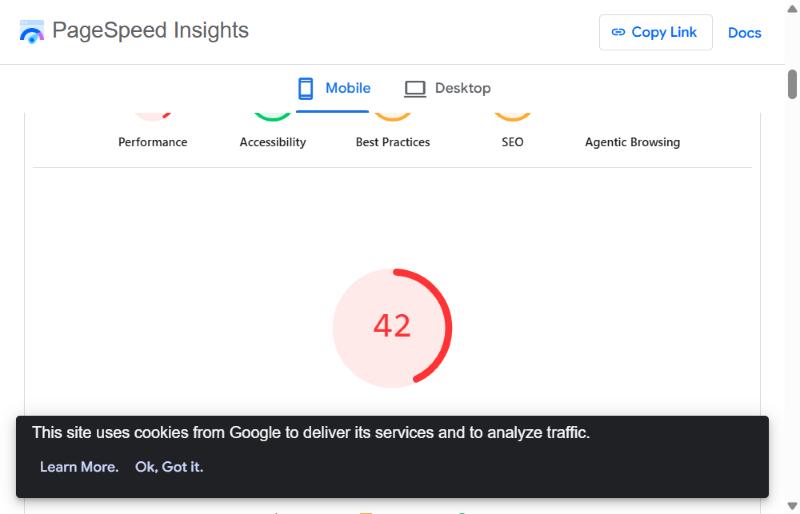 PageSpeed Insights
Copy Link
Docs
Mobile
Desktop
Performance
Accessibility
Best Practices
SEO
Agentic Browsing
42
This site uses cookies from Google to deliver its services and to analyze traffic.
Learn More.
Ok, Got it.